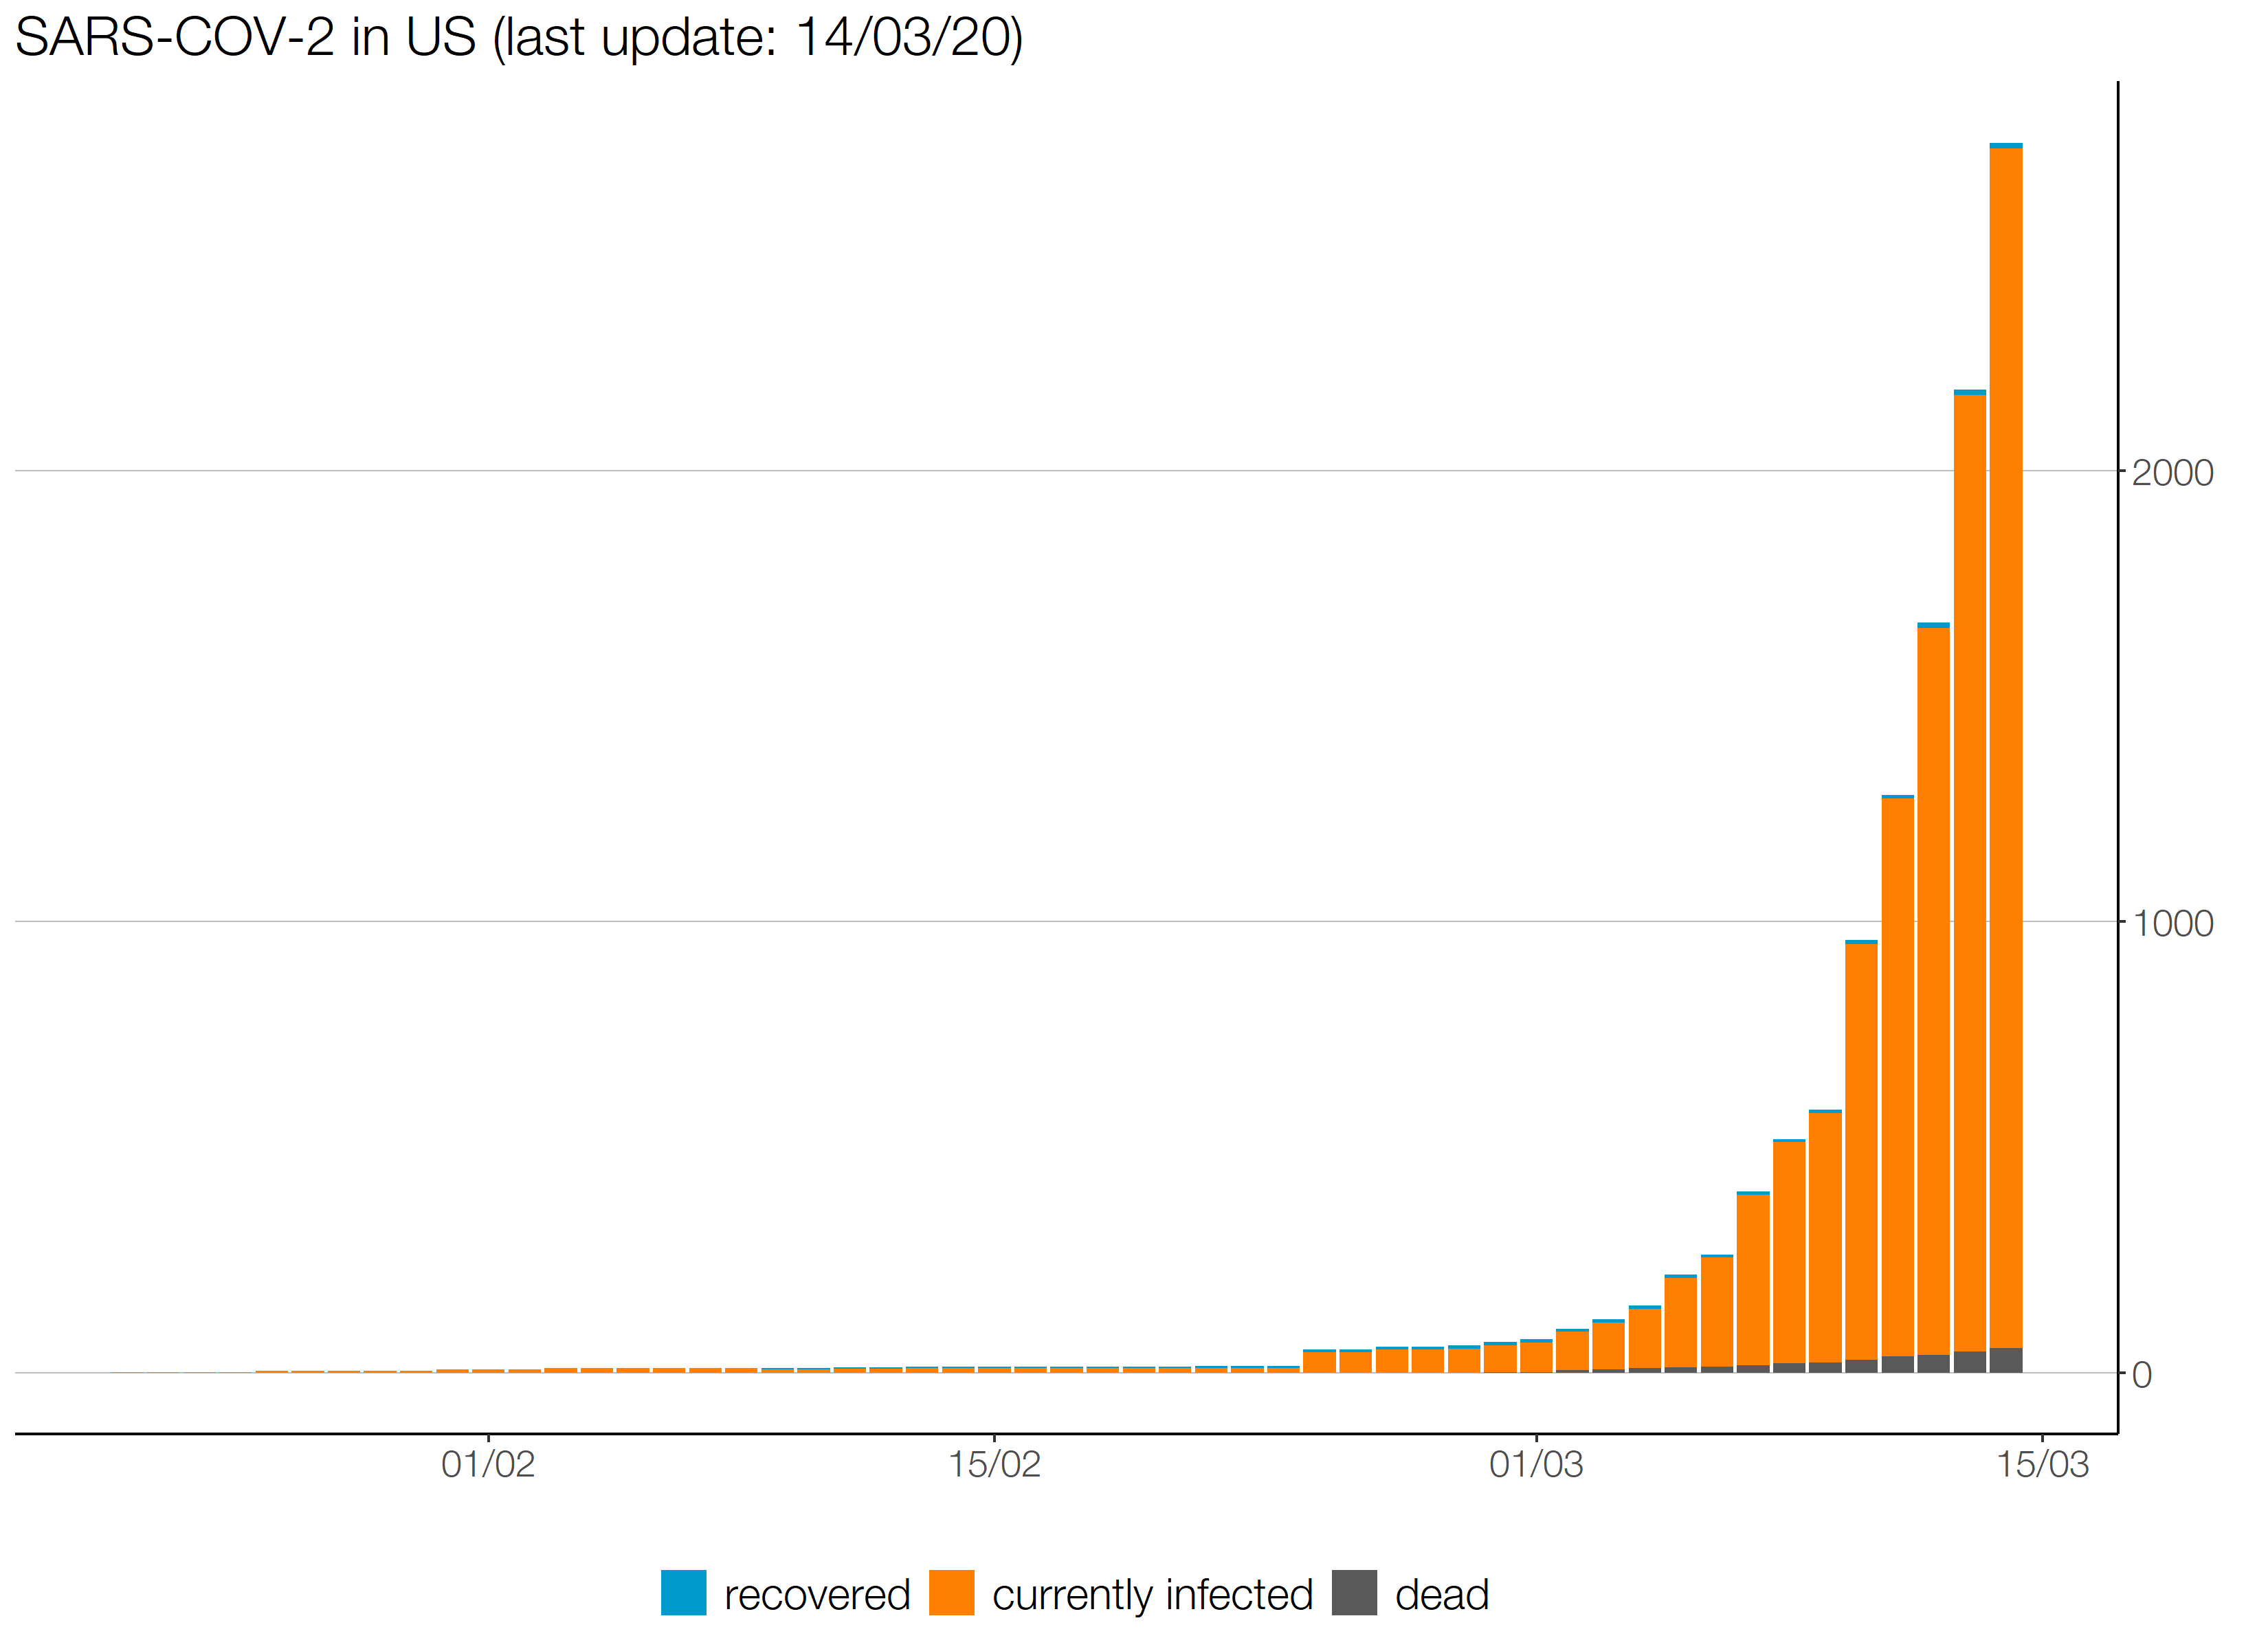 SARS-COV-2 in US (last update: 14/03/20)
2000
1000
0
01/02 15/02 01/03 15/03
recovered currently infected dead